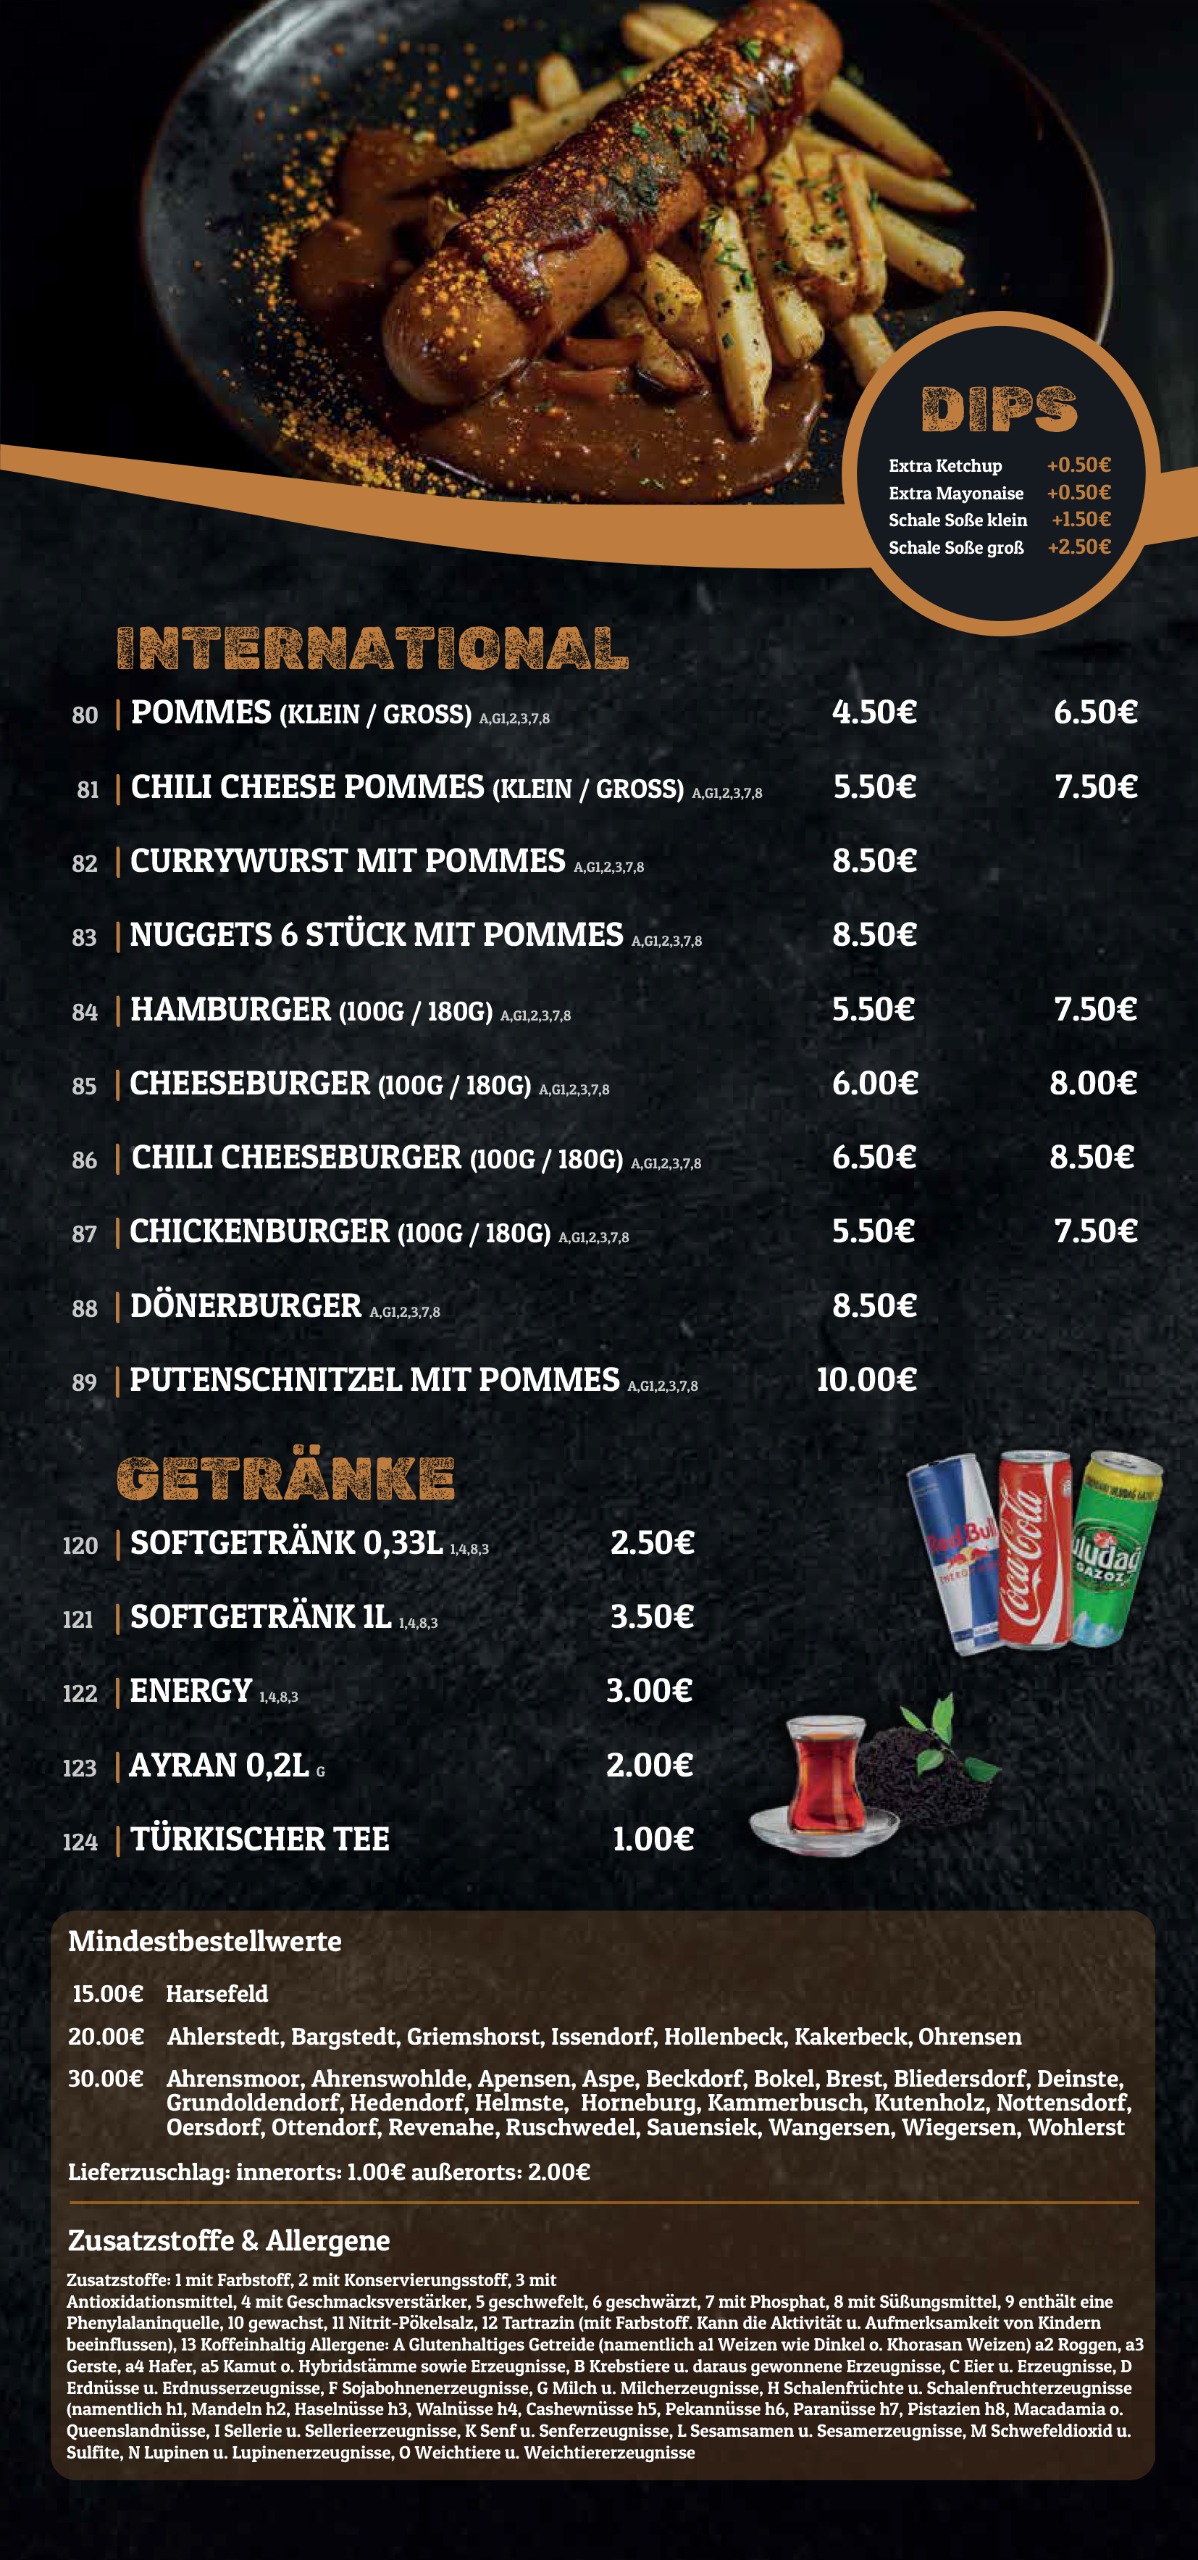 DIPS
Extra Ketchup +0.50€
Extra Mayonaise +0.50€
Schale Soße klein +1.50€
Schale Soße groß +2.50€
INTERNATIONAL
80 | POMMES (KLEIN / GROSS) A,G1,2,3,7,8 4.50€ 6.50€
81 | CHILI CHEESE POMMES (KLEIN / GROSS) A,G1,2,3,7,8 5.50€ 7.50€
82 | CURRYWURST MIT POMMES A,G1,2,3,7,8 8.50€
83 | NUGGETS 6 STÜCK MIT POMMES A,G1,2,3,7,8 8.50€
84 | HAMBURGER (100G / 180G) A,G1,2,3,7,8 5.50€ 7.50€
85 | CHEESEBURGER (100G / 180G) A,G1,2,3,7,8 6.00€ 8.00€
86 | CHILI CHEESEBURGER (100G / 180G) A,G1,2,3,7,8 6.50€ 8.50€
87 | CHICKENBURGER (100G / 180G) A,G1,2,3,7,8 5.50€ 7.50€
88 | DÖNERBURGER A,G1,2,3,7,8 8.50€
89 | PUTENSCHNITZEL MIT POMMES A,G1,2,3,7,8 10.00€
GETRÄNKE
120 | SOFTGETRÄNK 0,33L 1,4,8,3 2.50€
121 | SOFTGETRÄNK 1L 1,4,8,3 3.50€
122 | ENERGY 1,4,8,3 3.00€
123 | AYRAN 0,2L G 2.00€
124 | TÜRKISCHER TEE 1.00€
Red Bull
Coca-Cola
uludağ
GAZOZ
Mindestbestellwerte
15.00€ Harsefeld
20.00€ Ahlerstedt, Bargstedt, Griemshorst, Issendorf, Hollenbeck, Kakerbeck, Ohrensen
30.00€ Ahrensmoor, Ahrenswohlde, Apensen, Aspe, Beckdorf, Bokel, Brest, Bliedersdorf, Deinste,
Grundoldendorf, Hedendorf, Helmste, Horneburg, Kammerbusch, Kutenholz, Nottensdorf,
Oersdorf, Ottendorf, Revenahe, Ruschwedel, Sauensiek, Wangersen, Wiegersen, Wohlerst
Lieferzuschlag: innerorts: 1.00€ außerorts: 2.00€
Zusatzstoffe & Allergene
Zusatzstoffe: 1 mit Farbstoff, 2 mit Konservierungsstoff, 3 mit
Antioxidationsmittel, 4 mit Geschmacksverstärker, 5 geschwefelt, 6 geschwärzt, 7 mit Phosphat, 8 mit Süßungsmittel, 9 enthält eine
Phenylalaninquelle, 10 gewachst, 11 Nitrit-Pökelsalz, 12 Tartrazin (mit Farbstoff. Kann die Aktivität u. Aufmerksamkeit von Kindern
beeinflussen), 13 Koffeinhaltig Allergene: A Glutenhaltiges Getreide (namentlich a1 Weizen wie Dinkel o. Khorasan Weizen) a2 Roggen, a3
Gerste, a4 Hafer, a5 Kamut o. Hybridstämme sowie Erzeugnisse, B Krebstiere u. daraus gewonnene Erzeugnisse, C Eier u. Erzeugnisse, D
Erdnüsse u. Erdnusserzeugnisse, F Sojabohnenerzeugnisse, G Milch u. Milcherzeugnisse, H Schalenfrüchte u. Schalenfruchterzeugnisse
(namentlich h1, Mandeln h2, Haselnüsse h3, Walnüsse h4, Cashewnüsse h5, Pekannüsse h6, Paranüsse h7, Pistazien h8, Macadamia o.
Queenslandnüsse, I Sellerie u. Sellerieerzeugnisse, K Senf u. Senferzeugnisse, L Sesamsamen u. Sesamerzeugnisse, M Schwefeldioxid u.
Sulfite, N Lupinen u. Lupinenerzeugnisse, O Weichtiere u. Weichtiererzeugnisse